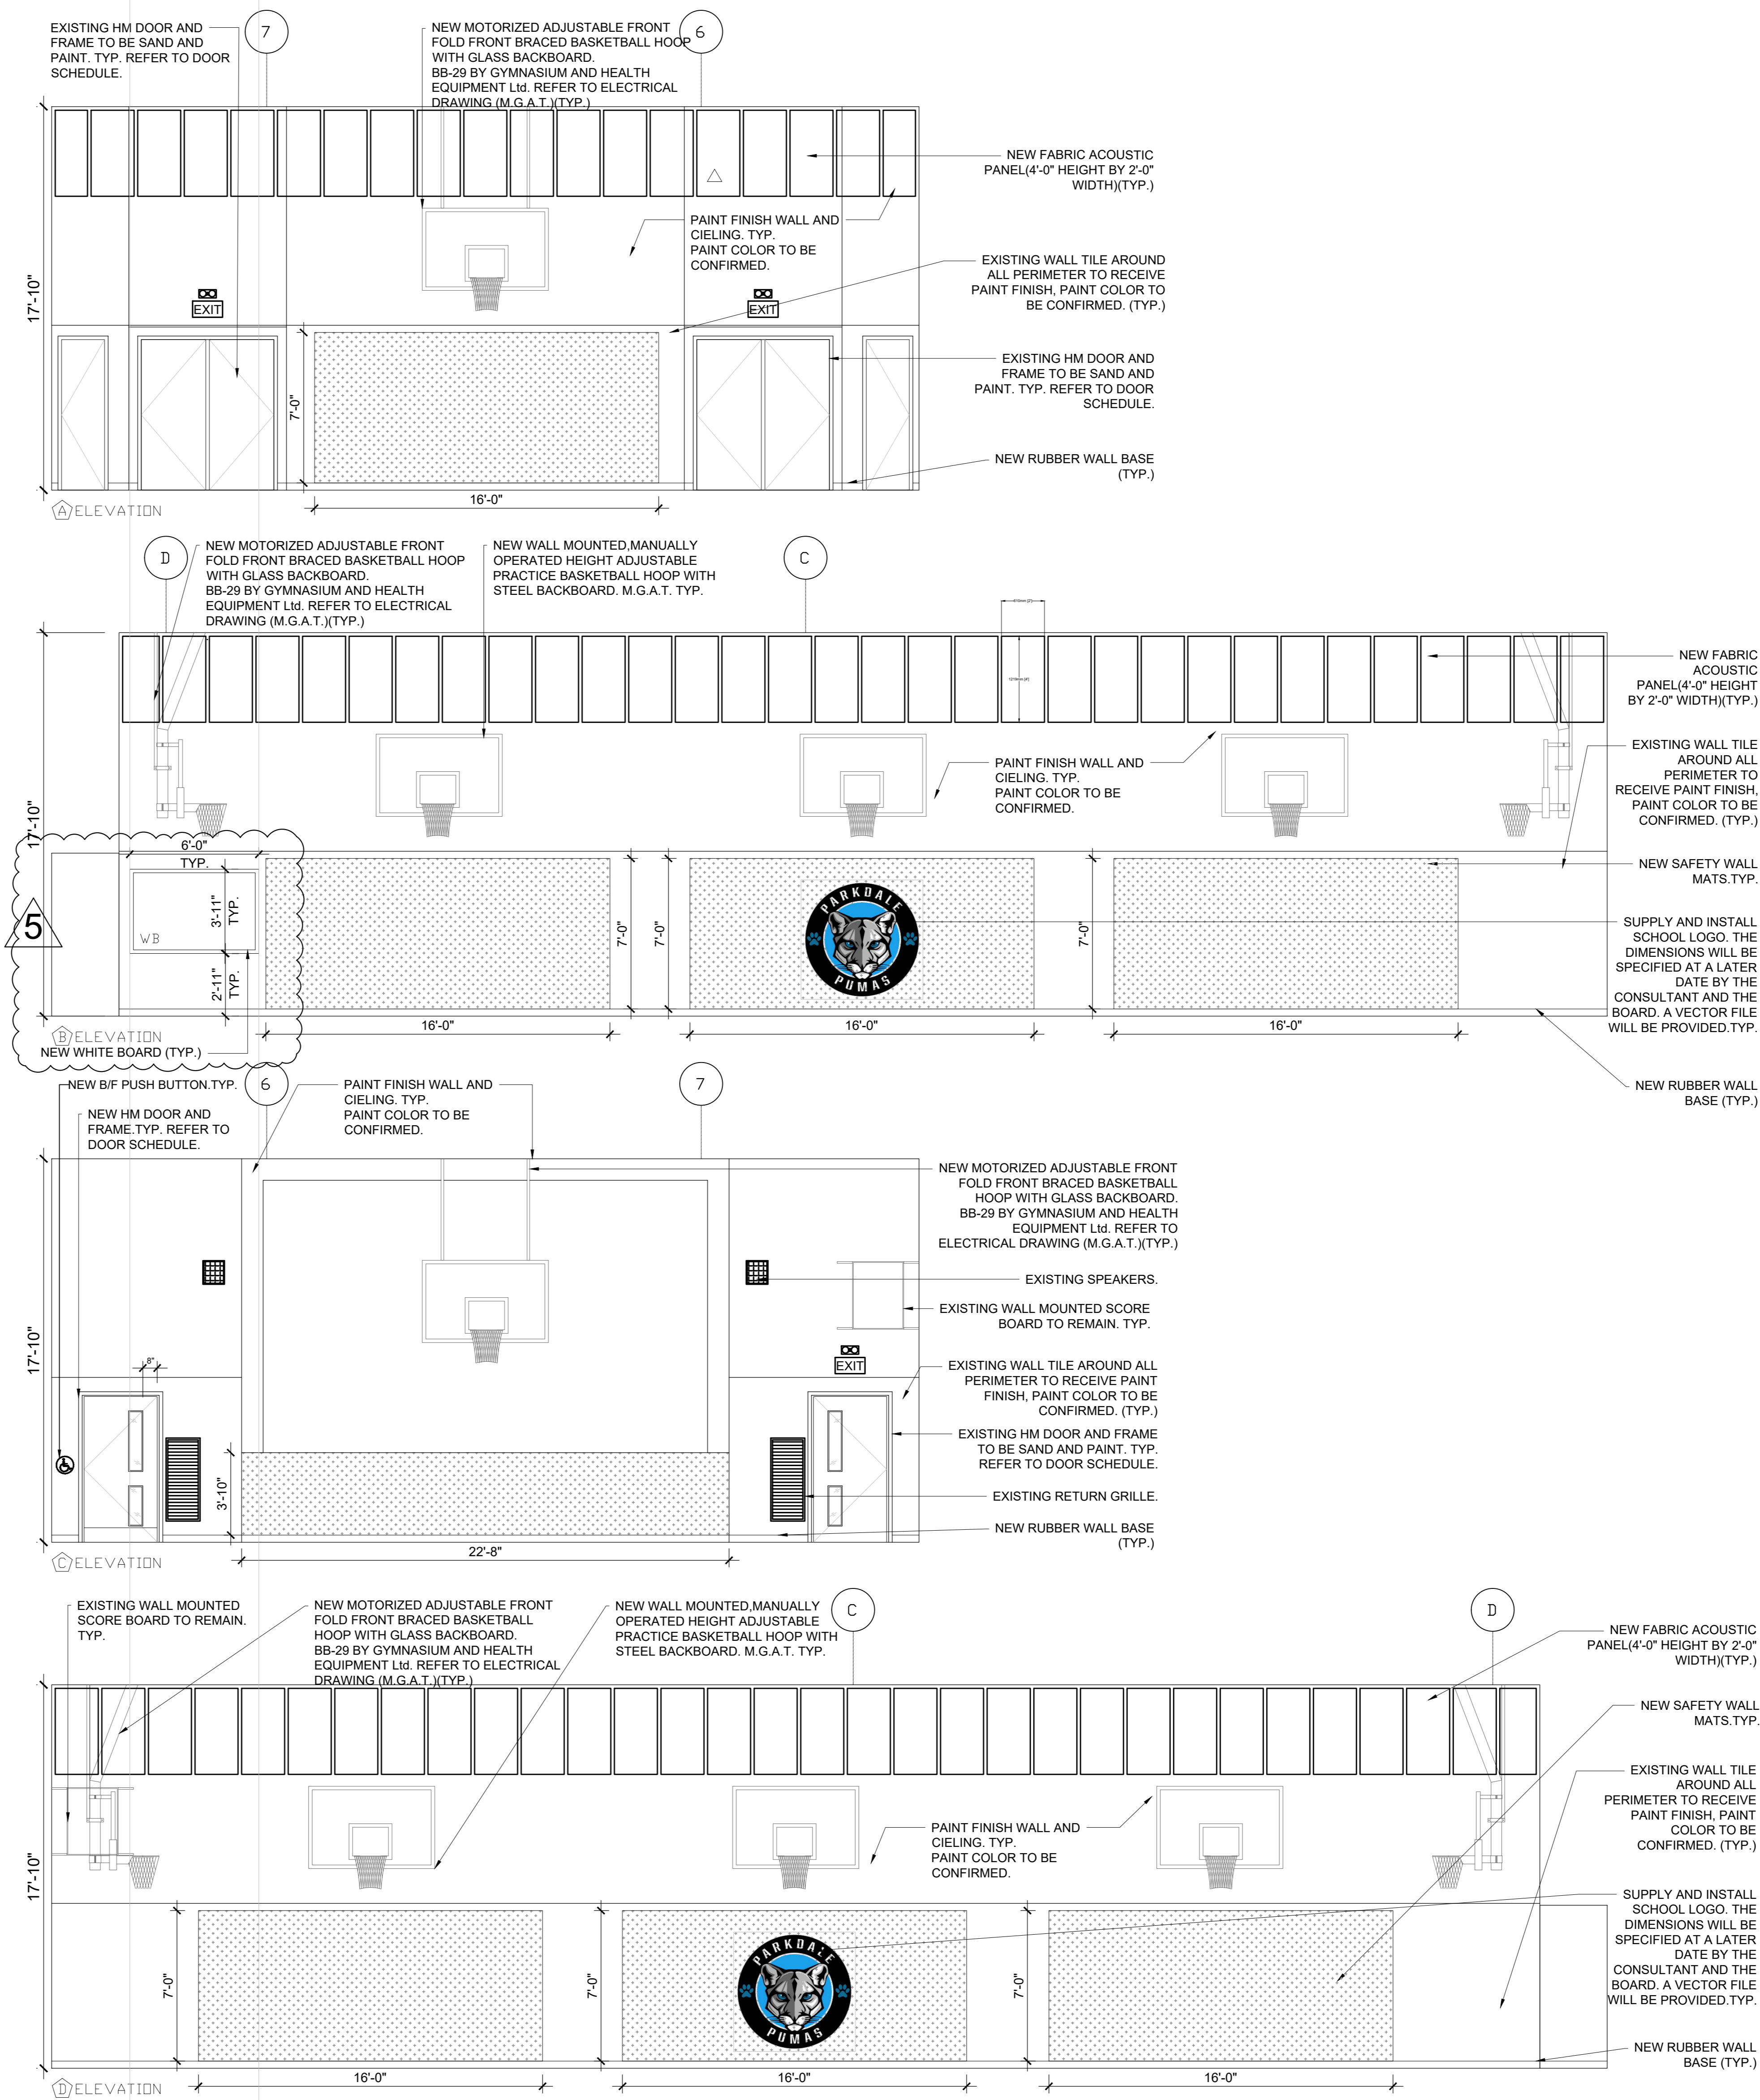 EXISTING HM DOOR AND
FRAME TO BE SAND AND
PAINT. TYP. REFER TO DOOR
SCHEDULE.
7
NEW MOTORIZED ADJUSTABLE FRONT
FOLD FRONT BRACED BASKETBALL HOOP
WITH GLASS BACKBOARD.
BB-29 BY GYMNASIUM AND HEALTH
EQUIPMENT Ltd. REFER TO ELECTRICAL
DRAWING (M.G.A.T.)(TYP.)
6
NEW FABRIC ACOUSTIC
PANEL(4'-0" HEIGHT BY 2'-0"
WIDTH)(TYP.)
PAINT FINISH WALL AND
CIELING. TYP.
PAINT COLOR TO BE
CONFIRMED.
EXISTING WALL TILE AROUND
ALL PERIMETER TO RECEIVE
PAINT FINISH, PAINT COLOR TO
BE CONFIRMED. (TYP.)
17'-10"
EXIT
EXIT
EXISTING HM DOOR AND
FRAME TO BE SAND AND
PAINT. TYP. REFER TO DOOR
SCHEDULE.
7'-0"
NEW RUBBER WALL BASE
(TYP.)
16'-0"
A ELEVATION
D
NEW MOTORIZED ADJUSTABLE FRONT
FOLD FRONT BRACED BASKETBALL HOOP
WITH GLASS BACKBOARD.
BB-29 BY GYMNASIUM AND HEALTH
EQUIPMENT Ltd. REFER TO ELECTRICAL
DRAWING (M.G.A.T.)(TYP.)
NEW WALL MOUNTED,MANUALLY
OPERATED HEIGHT ADJUSTABLE
PRACTICE BASKETBALL HOOP WITH
STEEL BACKBOARD. M.G.A.T. TYP.
C
NEW FABRIC
ACOUSTIC
PANEL(4'-0" HEIGHT
BY 2'-0" WIDTH)(TYP.)
PAINT FINISH WALL AND
CIELING. TYP.
PAINT COLOR TO BE
CONFIRMED.
EXISTING WALL TILE
AROUND ALL
PERIMETER TO
RECEIVE PAINT FINISH,
PAINT COLOR TO BE
CONFIRMED. (TYP.)
17'-10"
6'-0"
TYP.
3'-11"
TYP.
WB
5
2'-11"
TYP.
7'-0"
7'-0"
7'-0"
PARKDALE
PUMAS
NEW SAFETY WALL
MATS.TYP.
SUPPLY AND INSTALL
SCHOOL LOGO. THE
DIMENSIONS WILL BE
SPECIFIED AT A LATER
DATE BY THE
CONSULTANT AND THE
BOARD. A VECTOR FILE
WILL BE PROVIDED.TYP.
16'-0"
16'-0"
16'-0"
B ELEVATION
NEW WHITE BOARD (TYP.)
NEW RUBBER WALL
BASE (TYP.)
NEW B/F PUSH BUTTON.TYP.
6
NEW HM DOOR AND
FRAME.TYP. REFER TO
DOOR SCHEDULE.
PAINT FINISH WALL AND
CIELING. TYP.
PAINT COLOR TO BE
CONFIRMED.
7
NEW MOTORIZED ADJUSTABLE FRONT
FOLD FRONT BRACED BASKETBALL
HOOP WITH GLASS BACKBOARD.
BB-29 BY GYMNASIUM AND HEALTH
EQUIPMENT Ltd. REFER TO
ELECTRICAL DRAWING (M.G.A.T.)(TYP.)
EXISTING SPEAKERS.
EXISTING WALL MOUNTED SCORE
BOARD TO REMAIN. TYP.
17'-10"
8"
EXIT
EXISTING WALL TILE AROUND ALL
PERIMETER TO RECEIVE PAINT
FINISH, PAINT COLOR TO BE
CONFIRMED. (TYP.)
EXISTING HM DOOR AND FRAME
TO BE SAND AND PAINT. TYP.
REFER TO DOOR SCHEDULE.
3'-10"
EXISTING RETURN GRILLE.
NEW RUBBER WALL BASE
(TYP.)
22'-8"
C ELEVATION
EXISTING WALL MOUNTED
SCORE BOARD TO REMAIN.
TYP.
NEW MOTORIZED ADJUSTABLE FRONT
FOLD FRONT BRACED BASKETBALL
HOOP WITH GLASS BACKBOARD.
BB-29 BY GYMNASIUM AND HEALTH
EQUIPMENT Ltd. REFER TO ELECTRICAL
DRAWING (M.G.A.T.)(TYP.)
NEW WALL MOUNTED,MANUALLY
OPERATED HEIGHT ADJUSTABLE
PRACTICE BASKETBALL HOOP WITH
STEEL BACKBOARD. M.G.A.T. TYP.
C
D
NEW FABRIC ACOUSTIC
PANEL(4'-0" HEIGHT BY 2'-0"
WIDTH)(TYP.)
NEW SAFETY WALL
MATS.TYP.
PAINT FINISH WALL AND
CIELING. TYP.
PAINT COLOR TO BE
CONFIRMED.
EXISTING WALL TILE
AROUND ALL
PERIMETER TO RECEIVE
PAINT FINISH, PAINT
COLOR TO BE
CONFIRMED. (TYP.)
17'-10"
7'-0"
7'-0"
7'-0"
PARKDALE
PUMAS
SUPPLY AND INSTALL
SCHOOL LOGO. THE
DIMENSIONS WILL BE
SPECIFIED AT A LATER
DATE BY THE
CONSULTANT AND THE
BOARD. A VECTOR FILE
WILL BE PROVIDED.TYP.
NEW RUBBER WALL
BASE (TYP.)
16'-0"
16'-0"
16'-0"
D ELEVATION